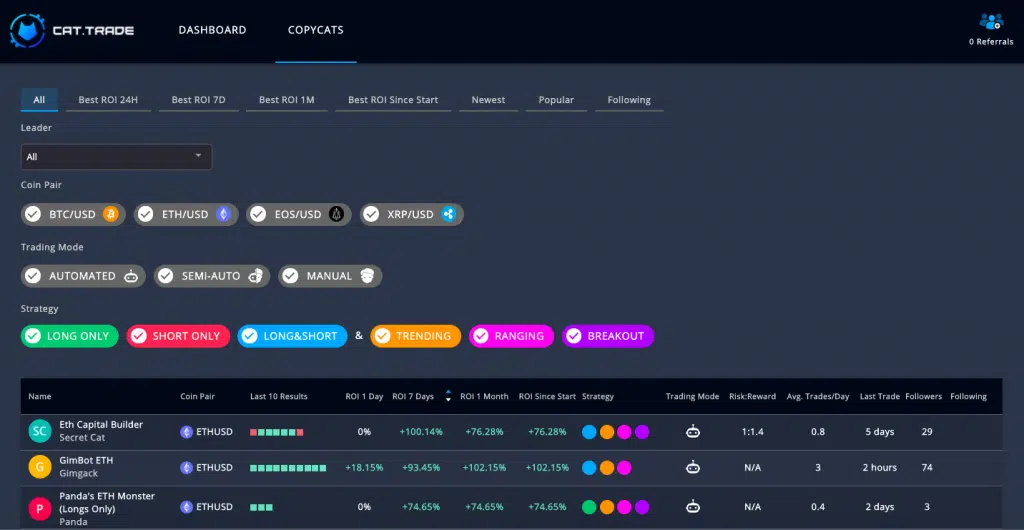 CAT.TRADE DASHBOARD COPYCATS
0 Referrals
All Best ROI 24H Best ROI 7D Best ROI 1M Best ROI Since Start Newest Popular Following
Leader
All
Coin Pair
BTC/USD ETH/USD EOS/USD XRP/USD
Trading Mode
AUTOMATED SEMI-AUTO MANUAL
Strategy
LONG ONLY SHORT ONLY LONG&SHORT & TRENDING RANGING BREAKOUT
Name Coin Pair Last 10 Results ROI 1 Day ROI 7 Days ROI 1 Month ROI Since Start Strategy Trading Mode Risk:Reward Avg. Trades/Day Last Trade Followers Following
SC Eth Capital Builder
Secret Cat
ETHUSD 0% +100.14% +76.28% +76.28% 1:1.4 0.8 5 days 29
G GimBot ETH
Gimgack
ETHUSD +18.15% +93.45% +102.15% +102.15% N/A 3 2 hours 74
P Panda's ETH Monster
(Longs Only)
Panda
ETHUSD 0% +74.65% +74.65% +74.65% N/A 0.4 2 days 3